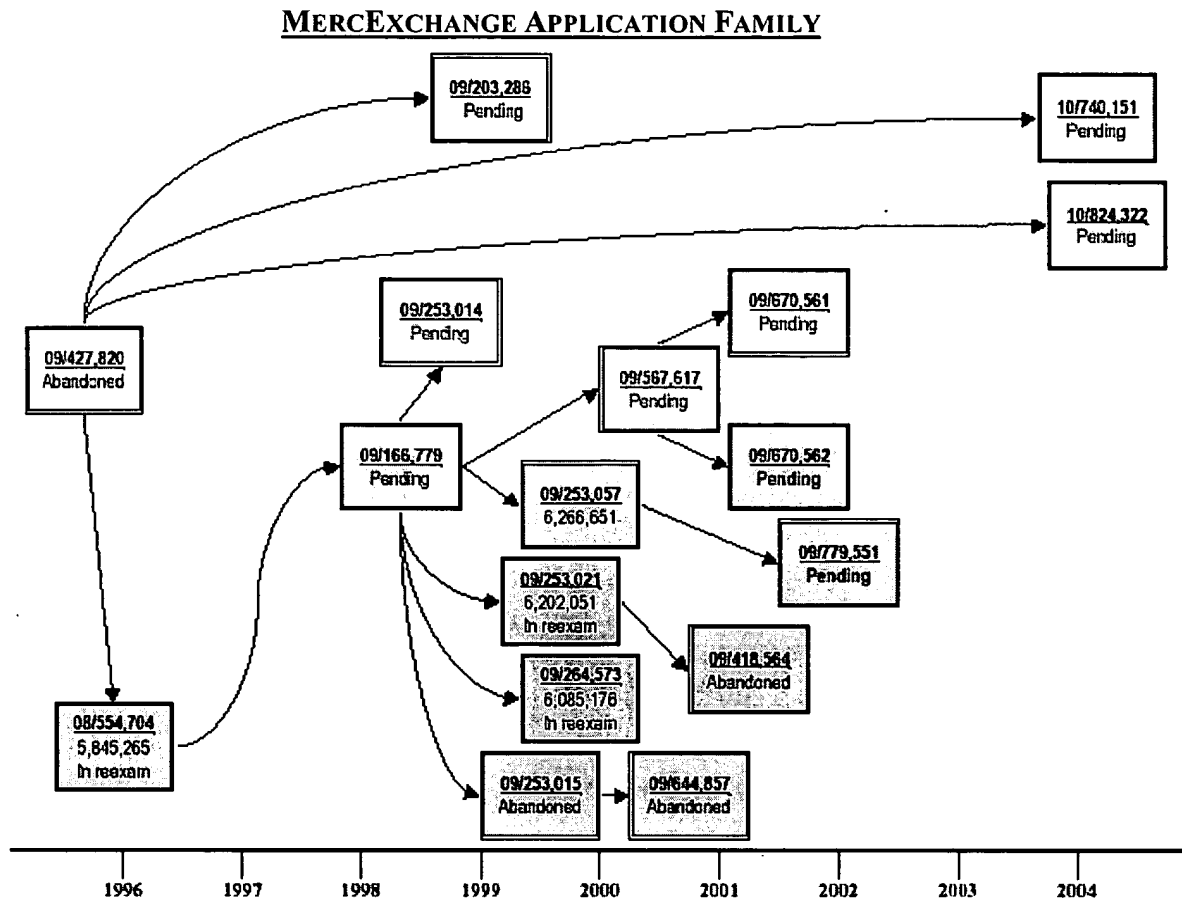 MERCEXCHANGE APPLICATION FAMILY
09/203,286
Pending
10/740,151
Pending
10/824,322
Pending
09/253,014
Pending
09/670,561
Pending
09/427,820
Abandoned
09/567,617
Pending
09/166,779
Pending
09/670,562
Pending
09/253,057
6,266,651
09/779,551
Pending
09/253,021
6,202,051
In reexam
09/418,564
Abandoned
09/264,573
6,085,176
In reexam
08/554,704
5,845,265
In reexam
09/253,015
Abandoned
09/644,857
Abandoned
1996 1997 1998 1999 2000 2001 2002 2003 2004